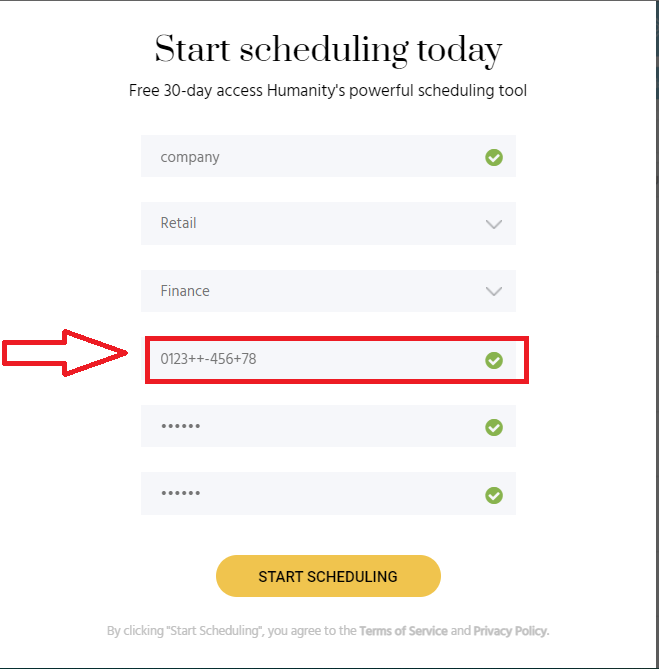 Start scheduling today
Free 30-day access Humanity's powerful scheduling tool
company
Retail
Finance
0123++-456+78
••••••
••••••
START SCHEDULING
By clicking "Start Scheduling", you agree to the Terms of Service and Privacy Policy.